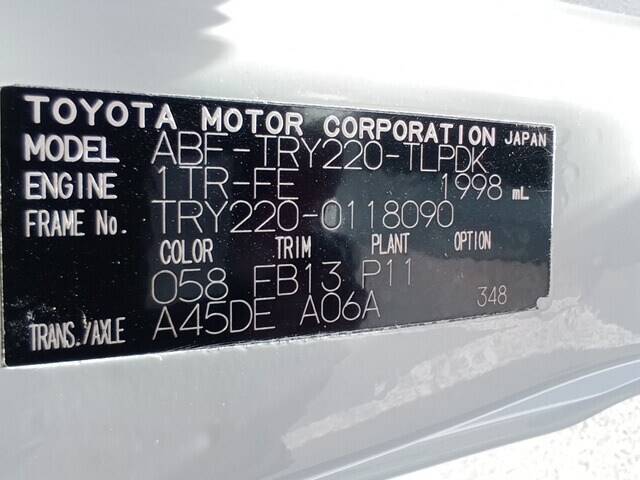 TOYOTA MOTOR CORPORATION JAPAN
MODEL ABF-TRY220-TLPDK
ENGINE 1TR-FE 1998 mL
FRAME No. TRY220-0118090
COLOR TRIM PLANT OPTION
058 FB13 P11
TRANS./AXLE A45DE A06A 348